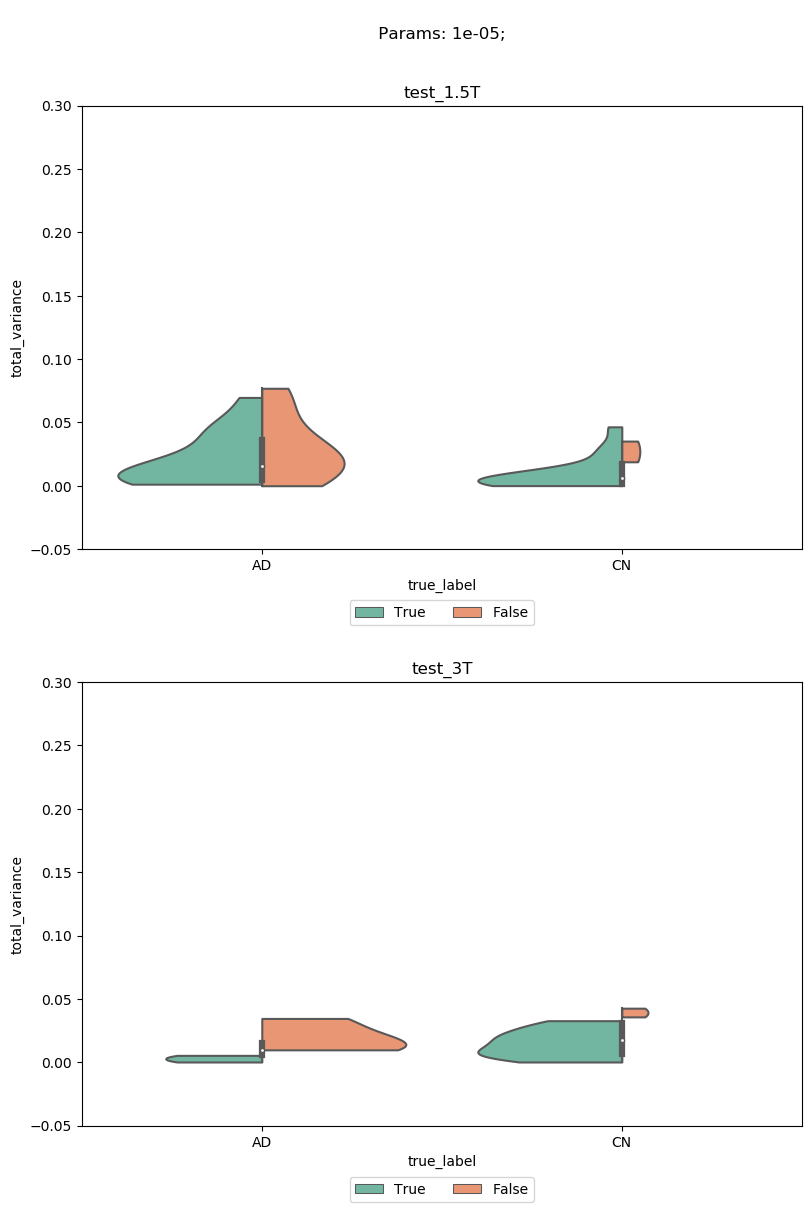 Params: 1e-05;
test_1.5T
0.30
0.25
0.20
0.15
0.10
0.05
0.00
−0.05
total_variance
AD CN
true_label
True False
test_3T
0.30
0.25
0.20
0.15
0.10
0.05
0.00
−0.05
total_variance
AD CN
true_label
True False